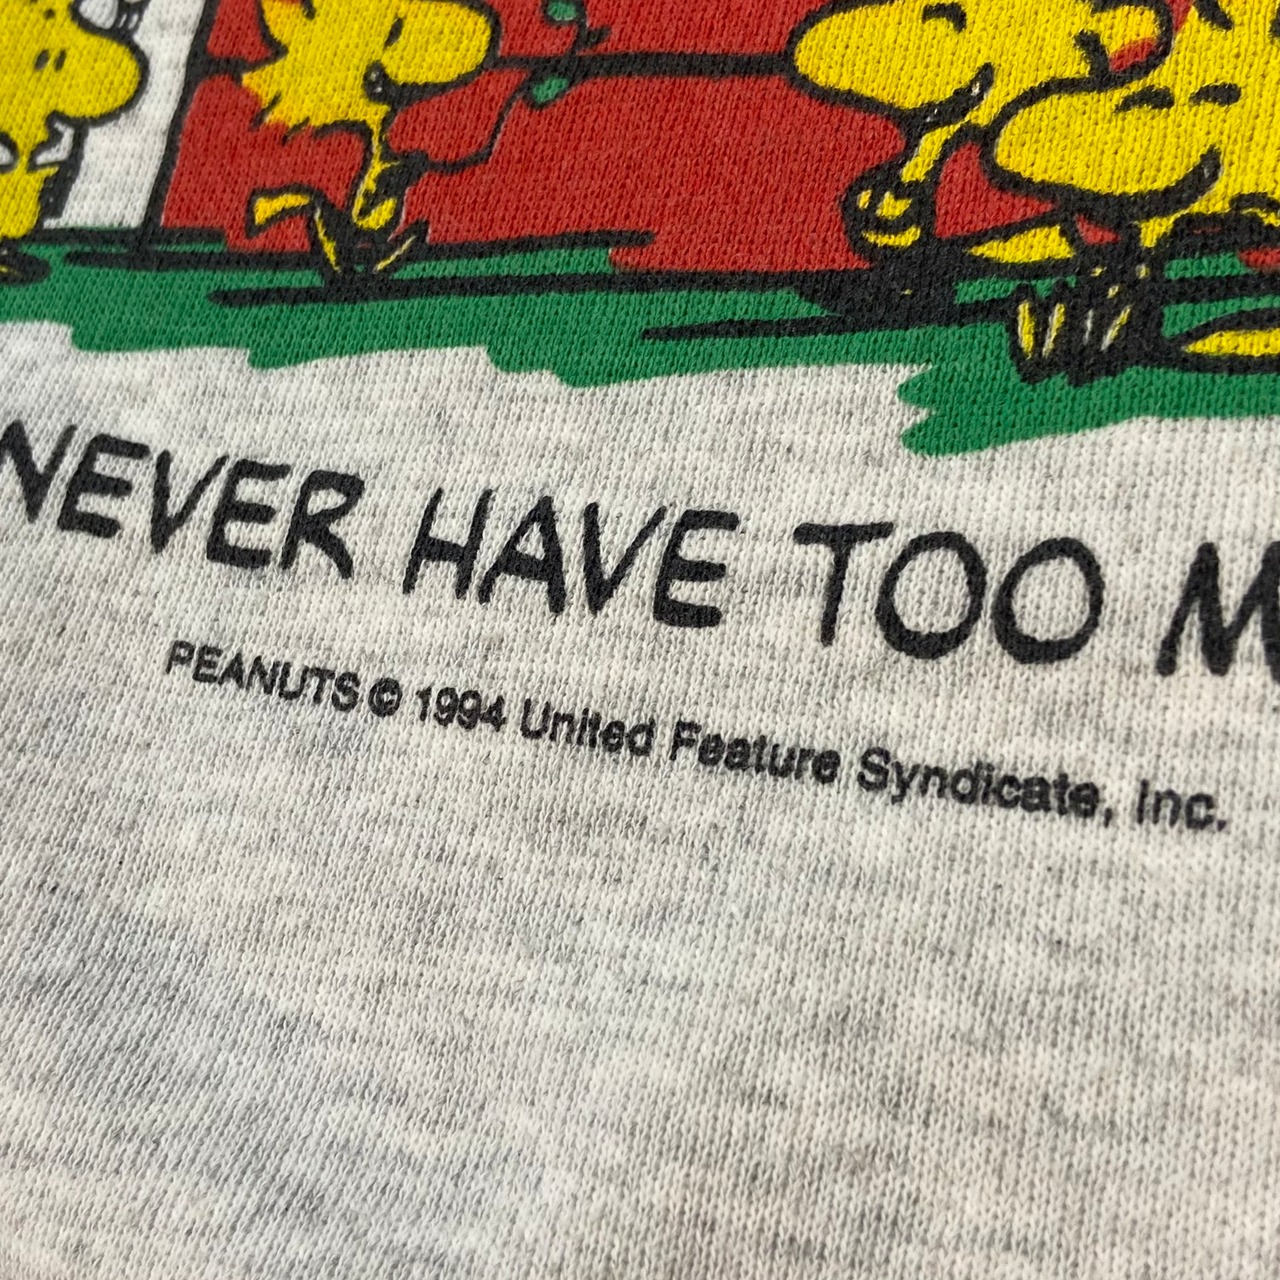 NEVER HAVE TOO M
PEANUTS © 1994 United Feature Syndicate, Inc.